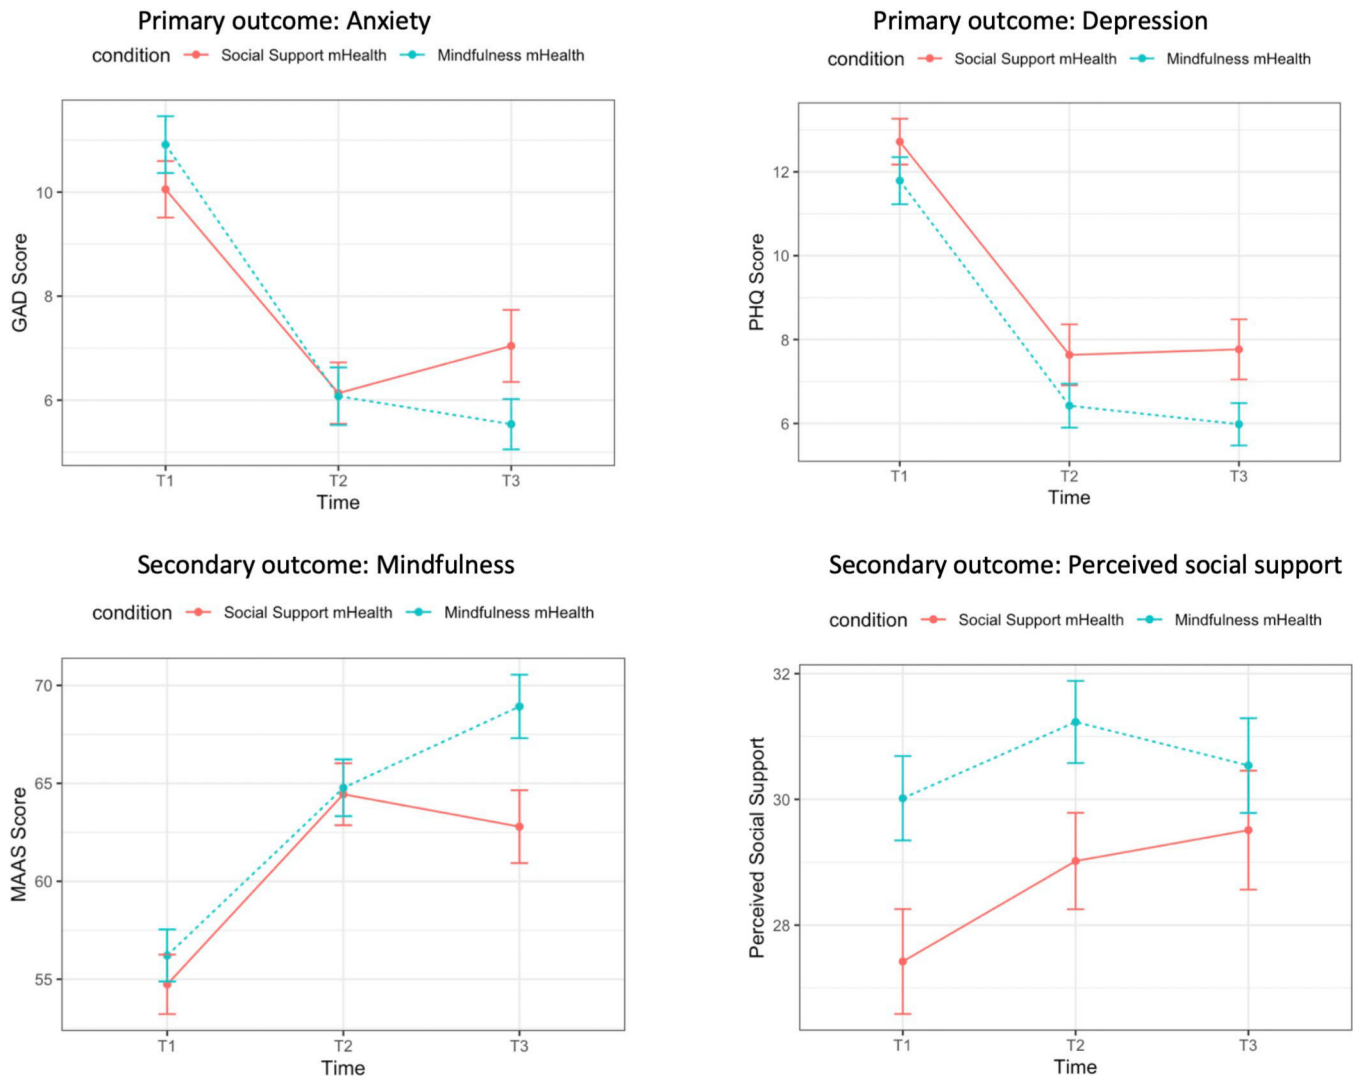 Primary outcome: Anxiety
condition Social Support mHealth Mindfulness mHealth
GAD Score
10
8
6
T1 T2 T3
Time
Primary outcome: Depression
condition Social Support mHealth Mindfulness mHealth
PHQ Score
12
10
8
6
T1 T2 T3
Time
Secondary outcome: Mindfulness
condition Social Support mHealth Mindfulness mHealth
MAAS Score
70
65
60
55
T1 T2 T3
Time
Secondary outcome: Perceived social support
condition Social Support mHealth Mindfulness mHealth
Perceived Social Support
32
30
28
T1 T2 T3
Time